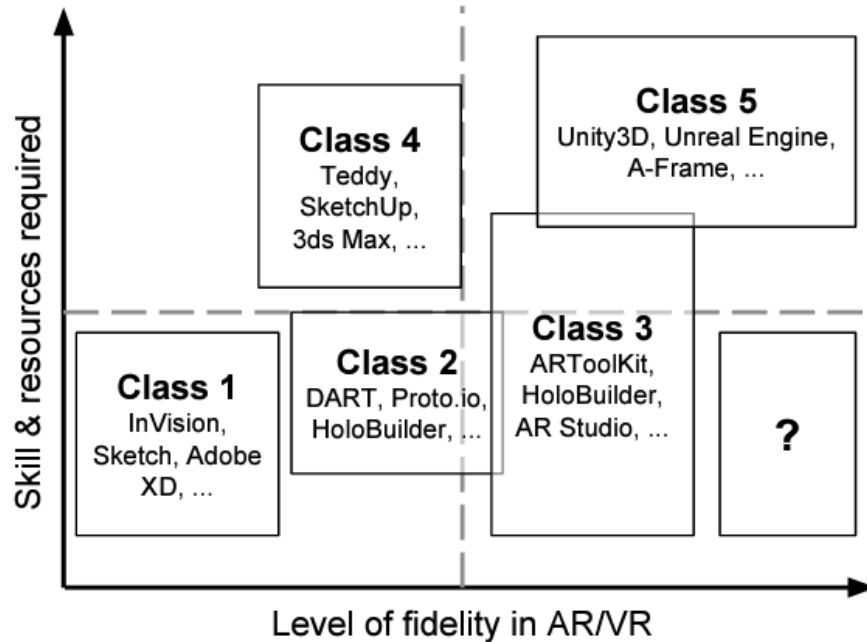 Skill & resources required
Class 4
Teddy,
SketchUp,
3ds Max, ...
Class 5
Unity3D, Unreal Engine,
A-Frame, ...
Class 1
InVision,
Sketch, Adobe
XD, ...
Class 2
DART, Proto.io,
HoloBuilder, ...
Class 3
ARToolKit,
HoloBuilder,
AR Studio, ...
?
Level of fidelity in AR/VR